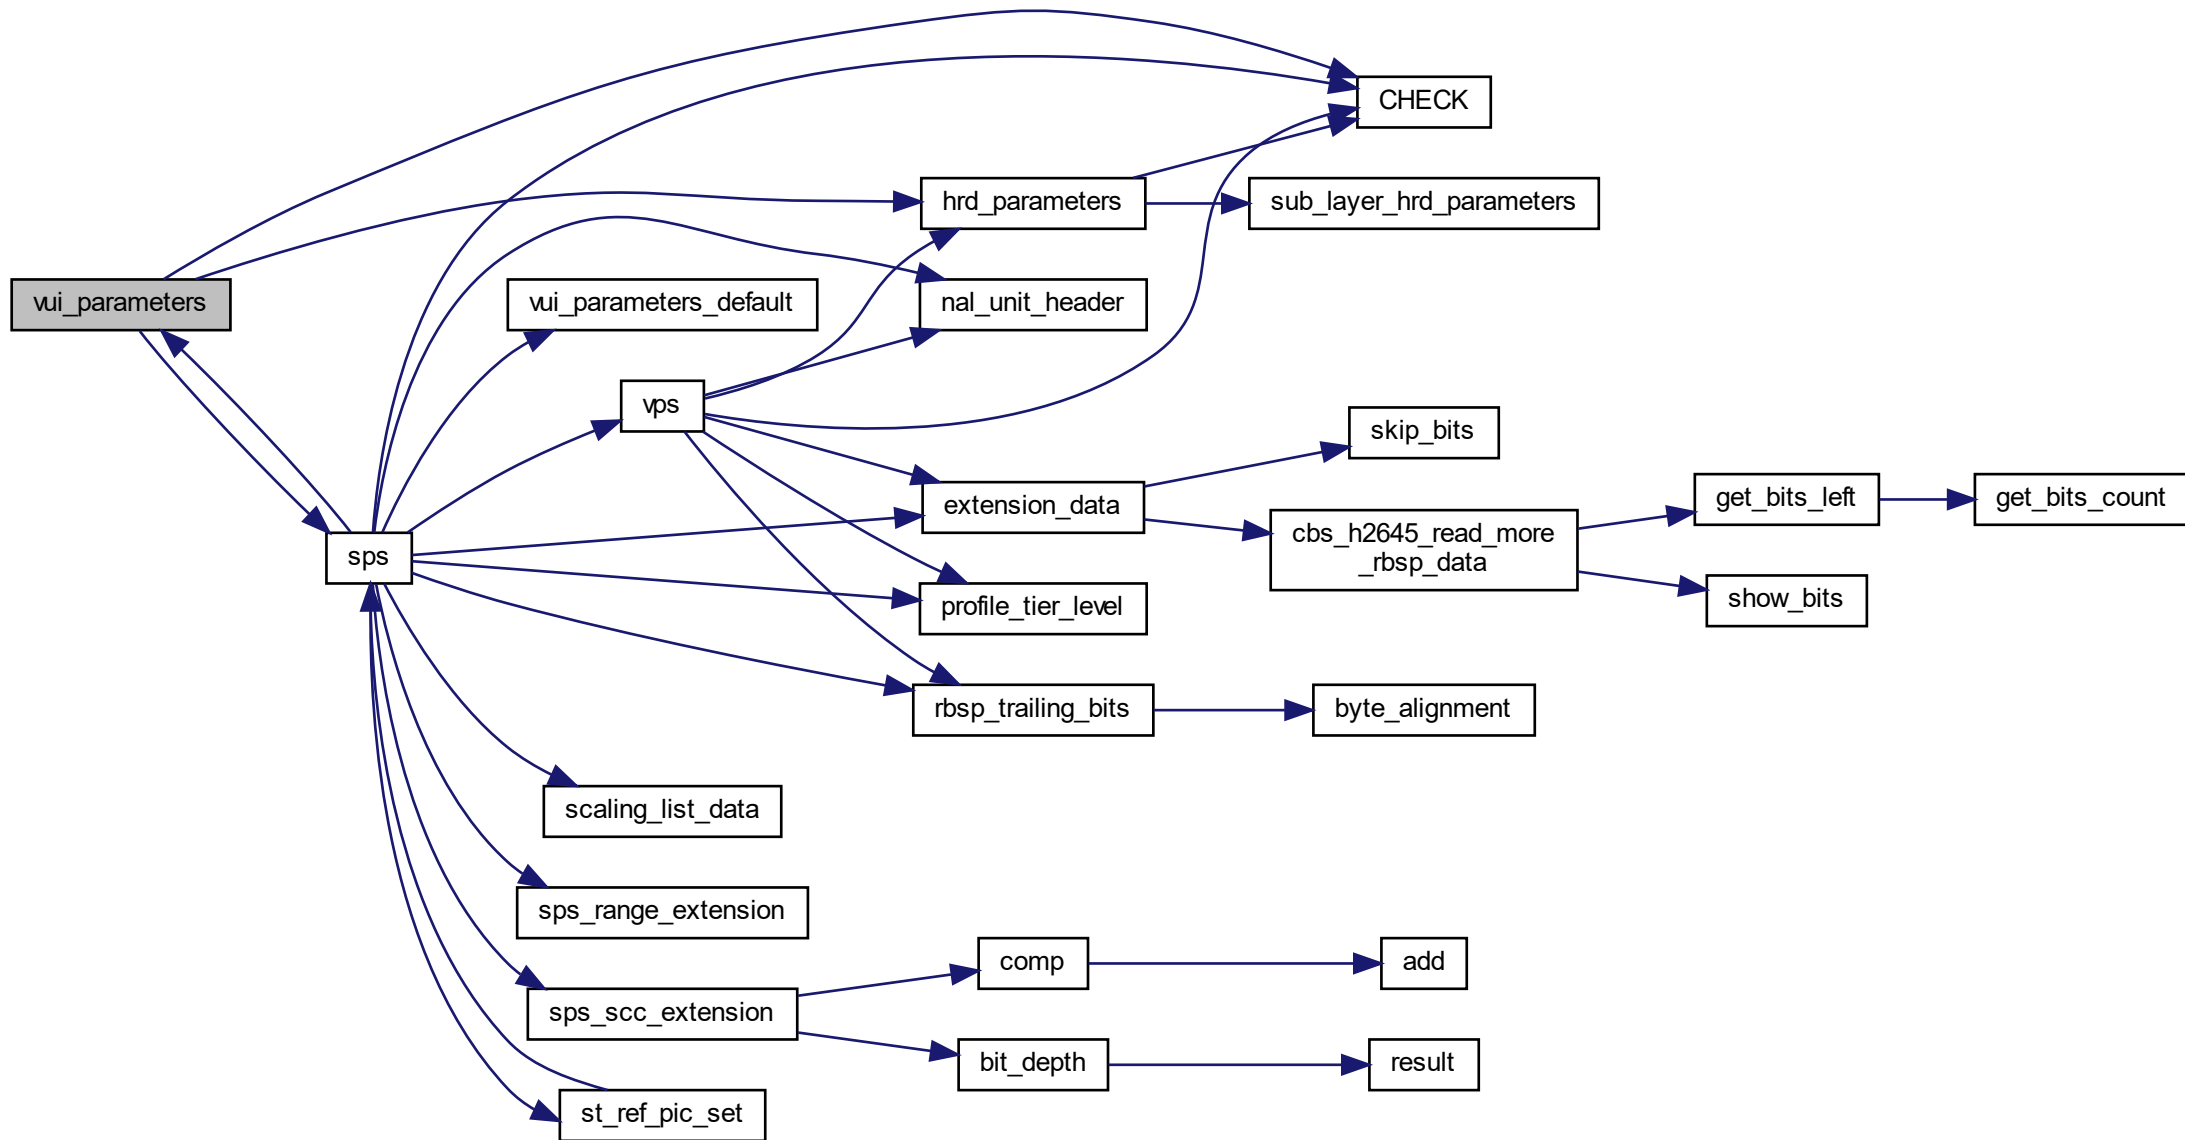 CHECK
hrd_parameters
sub_layer_hrd_parameters
vui_parameters
vui_parameters_default
nal_unit_header
vps
skip_bits
extension_data
get_bits_left
get_bits_count
cbs_h2645_read_more
_rbsp_data
sps
profile_tier_level
show_bits
rbsp_trailing_bits
byte_alignment
scaling_list_data
sps_range_extension
comp
add
sps_scc_extension
bit_depth
result
st_ref_pic_set